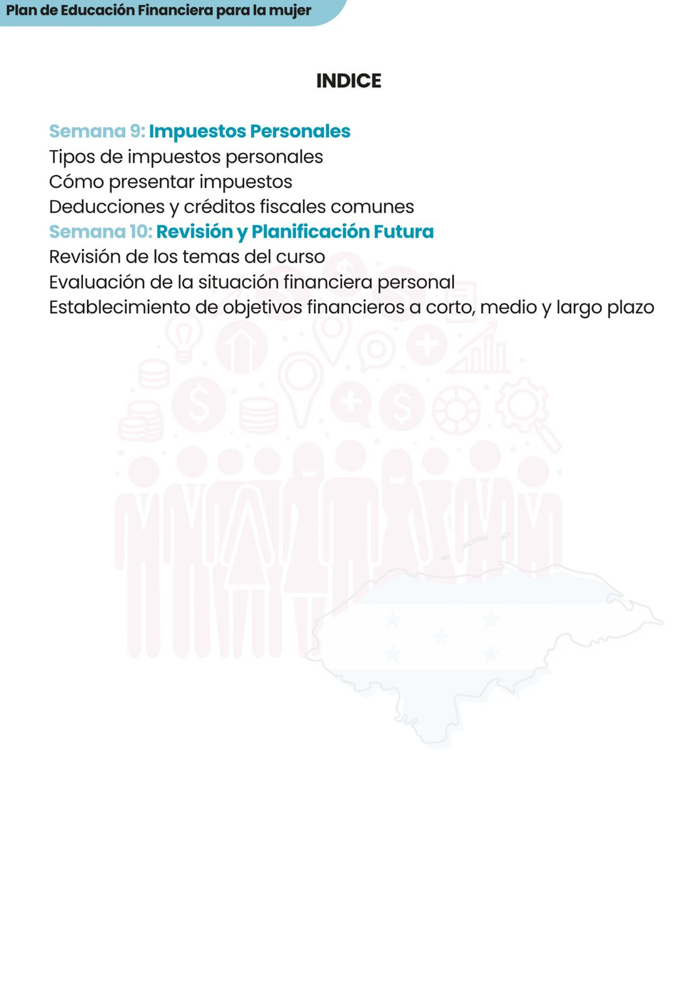 Plan de Educación Financiera para la mujer
INDICE
Semana 9: Impuestos Personales
Tipos de impuestos personales
Cómo presentar impuestos
Deducciones y créditos fiscales comunes
Semana 10: Revisión y Planificación Futura
Revisión de los temas del curso
Evaluación de la situación financiera personal
Establecimiento de objetivos financieros a corto, medio y largo plazo